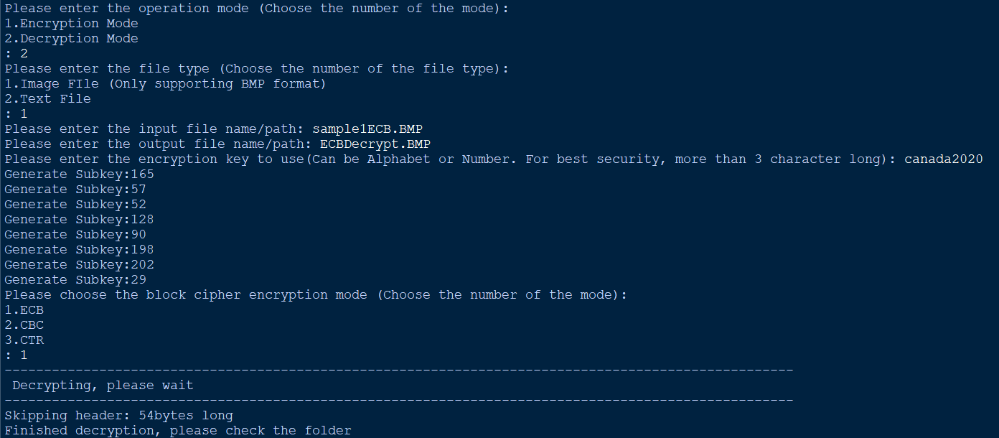 Please enter the operation mode (Choose the number of the mode):
1.Encryption Mode
2.Decryption Mode
: 2
Please enter the file type (Choose the number of the file type):
1.Image FIle (Only supporting BMP format)
2.Text File
: 1
Please enter the input file name/path: sample1ECB.BMP
Please enter the output file name/path: ECBDecrypt.BMP
Please enter the encryption key to use(Can be Alphabet or Number. For best security, more than 3 character long): canada2020
Generate Subkey:165
Generate Subkey:57
Generate Subkey:52
Generate Subkey:128
Generate Subkey:90
Generate Subkey:198
Generate Subkey:202
Generate Subkey:29
Please choose the block cipher encryption mode (Choose the number of the mode):
1.ECB
2.CBC
3.CTR
: 1
----------------------------------------------------------------------------------------------------
 Decrypting, please wait
----------------------------------------------------------------------------------------------------
Skipping header: 54bytes long
Finished decryption, please check the folder